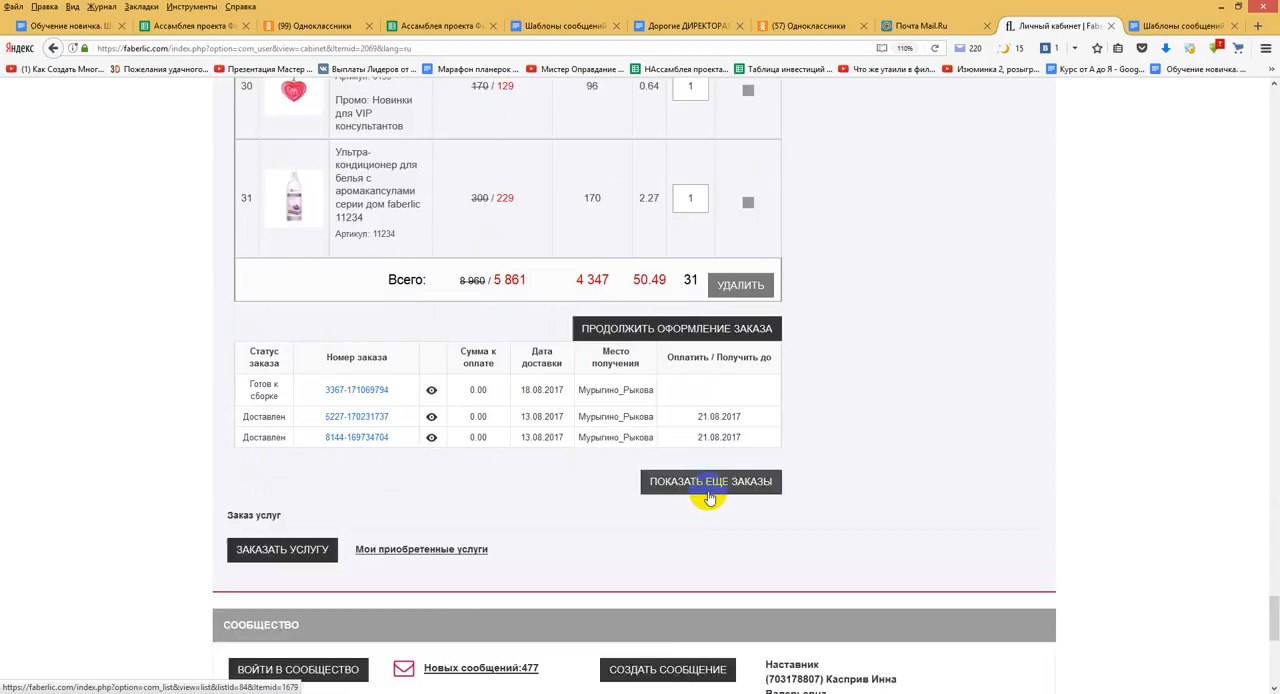 Файл Правка Вид Журнал Закладки Инструменты Справка
Обучение новичка. Ш
Ассамблея проекта Ф
(99) Одноклассники
Ассамблея проекта Ф
Шаблоны сообщений
Дорогие ДИРЕКТОРА!
(57) Одноклассники
Почта Mail.Ru
Личный кабинет | Fab
Шаблоны сообщений
Яндекс
https://faberlic.com/index.php?option=com_user&view=cabinet&Itemid=2069&lang=ru
110%
220
15
1
9
(1) Как Создать Мног...
Пожелания удачного...
Презентация Мастер ...
Выплаты Лидеров от ...
Марафон планерок ...
Мистер Оправдание ...
НАссамблея проекта...
Таблица инвестиций ...
Что же утаили в фил...
Изюминка 2, розыгр...
Курс от А до Я - Goog...
Обучение новичка. ...
30
170 / 129
96
0.64
1
Промо: Новинки
для VIP
консультантов
Ультра-
кондиционер для
белья с
аромакапсулами
серии дом faberlic
11234
Артикул: 11234
31
300 / 229
170
2.27
1
Всего:
8 960 / 5 861
4 347
50.49
31
УДАЛИТЬ
ПРОДОЛЖИТЬ ОФОРМЛЕНИЕ ЗАКАЗА
Статус заказа
Номер заказа
Сумма к оплате
Дата доставки
Место получения
Оплатить / Получить до
Готов к сборке
3367-171069794
0.00
18.08.2017
Мурыгино_Рыкова
Доставлен
5227-170231737
0.00
13.08.2017
Мурыгино_Рыкова
21.08.2017
Доставлен
8144-169734704
0.00
13.08.2017
Мурыгино_Рыкова
21.08.2017
ПОКАЗАТЬ ЕЩЕ ЗАКАЗЫ
Заказ услуг
ЗАКАЗАТЬ УСЛУГУ
Мои приобретенные услуги
СООБЩЕСТВО
ВОЙТИ В СООБЩЕСТВО
Новых сообщений:477
СОЗДАТЬ СООБЩЕНИЕ
Наставник
(703178807) Касприв Инна
Валерьевна
https://faberlic.com/index.php?option=com_list&view=list&listId=84&Itemid=1679